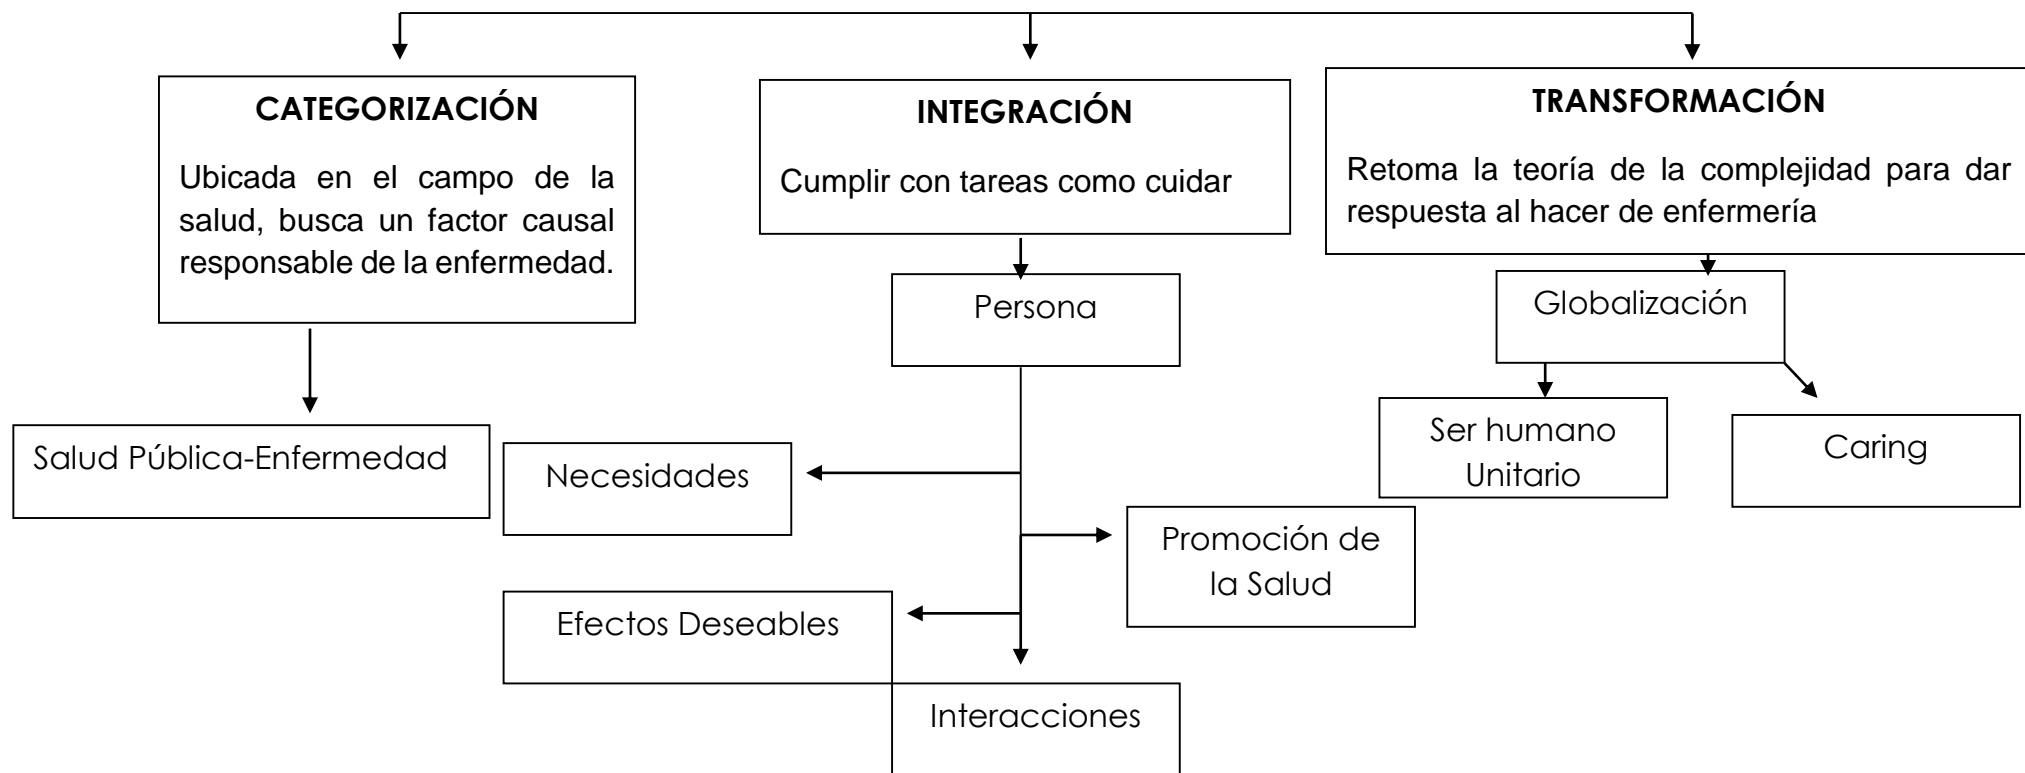 CATEGORIZACIÓN
Ubicada en el campo de la
salud, busca un factor causal
responsable de la enfermedad.
INTEGRACIÓN
Cumplir con tareas como cuidar
TRANSFORMACIÓN
Retoma la teoría de la complejidad para dar
respuesta al hacer de enfermería
Persona
Globalización
Salud Pública-Enfermedad
Necesidades
Ser humano
Unitario
Caring
Promoción de
la Salud
Efectos Deseables
Interacciones